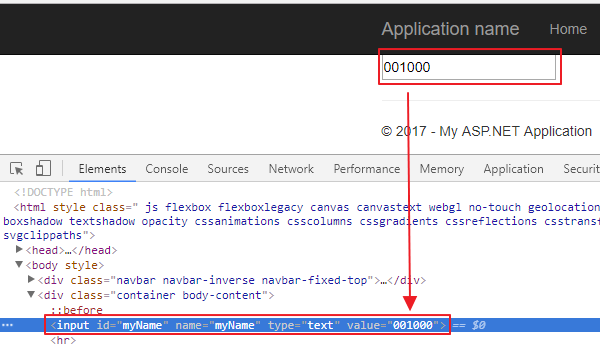 Application name Home
001000
© 2017 - My ASP.NET Application
Elements Console Sources Network Performance Memory Application Securit
<!DOCTYPE html>
<html style=" js flexbox flexboxlegacy canvas canvastext webgl no-touch geolocation
boxshadow textshadow opacity cssanimations csscolumns cssgradients cssreflections csstransf
svgclippaths">
▶<head>…</head>
▼<body style>
▶<div class="navbar navbar-inverse navbar-fixed-top">…</div>
▼<div class="container body-content">
::before
… <input id="myName" name="myName" type="text" value="001000"> == $0
<hr>